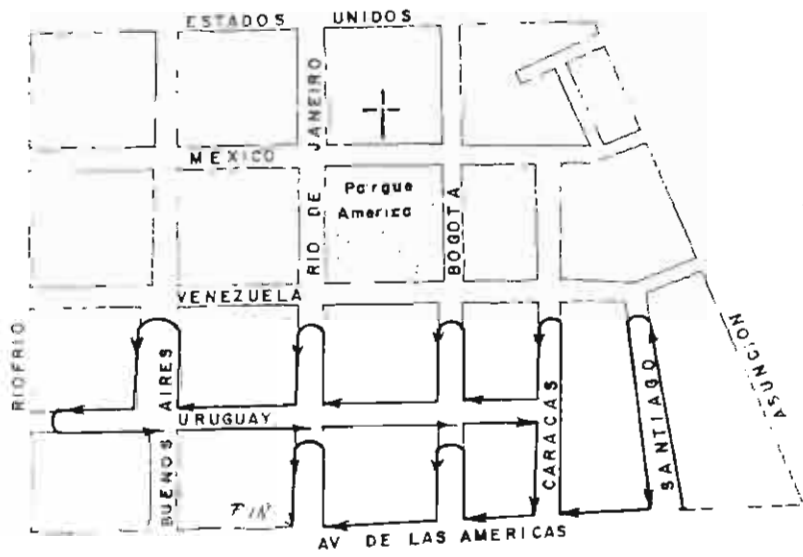 ESTADOS UNIDOS
RIO DE JANEIRO
MEXICO
Parque
America
BOGOTA
VENEZUELA
RIOFRIO
BUENOS AIRES
URUGUAY
CARACAS
SANTIAGO
ASUNCION
FIN
AV DE LAS AMERICAS